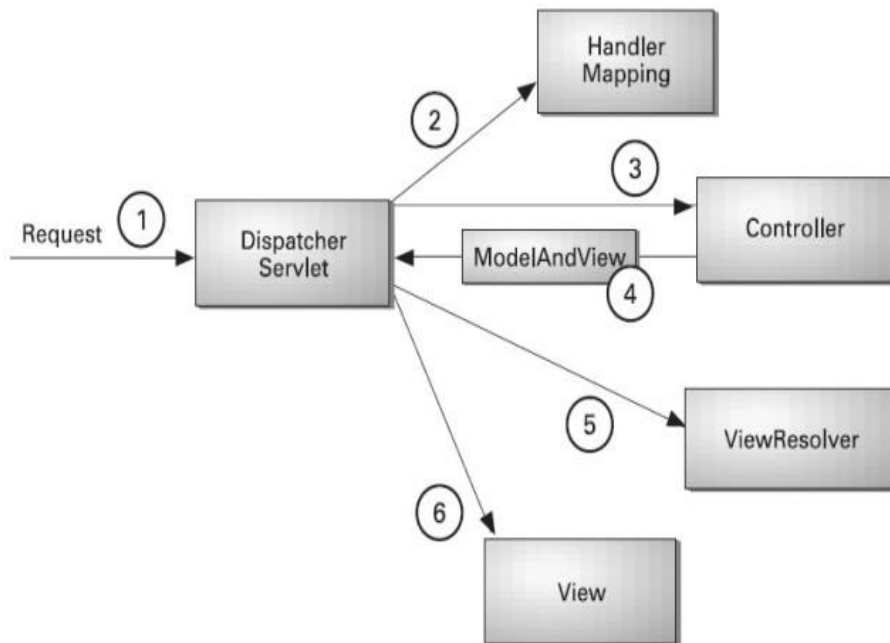 Handler
Mapping
2
3
1
Request
Dispatcher
Servlet
Controller
ModelAndView
4
5
ViewResolver
6
View